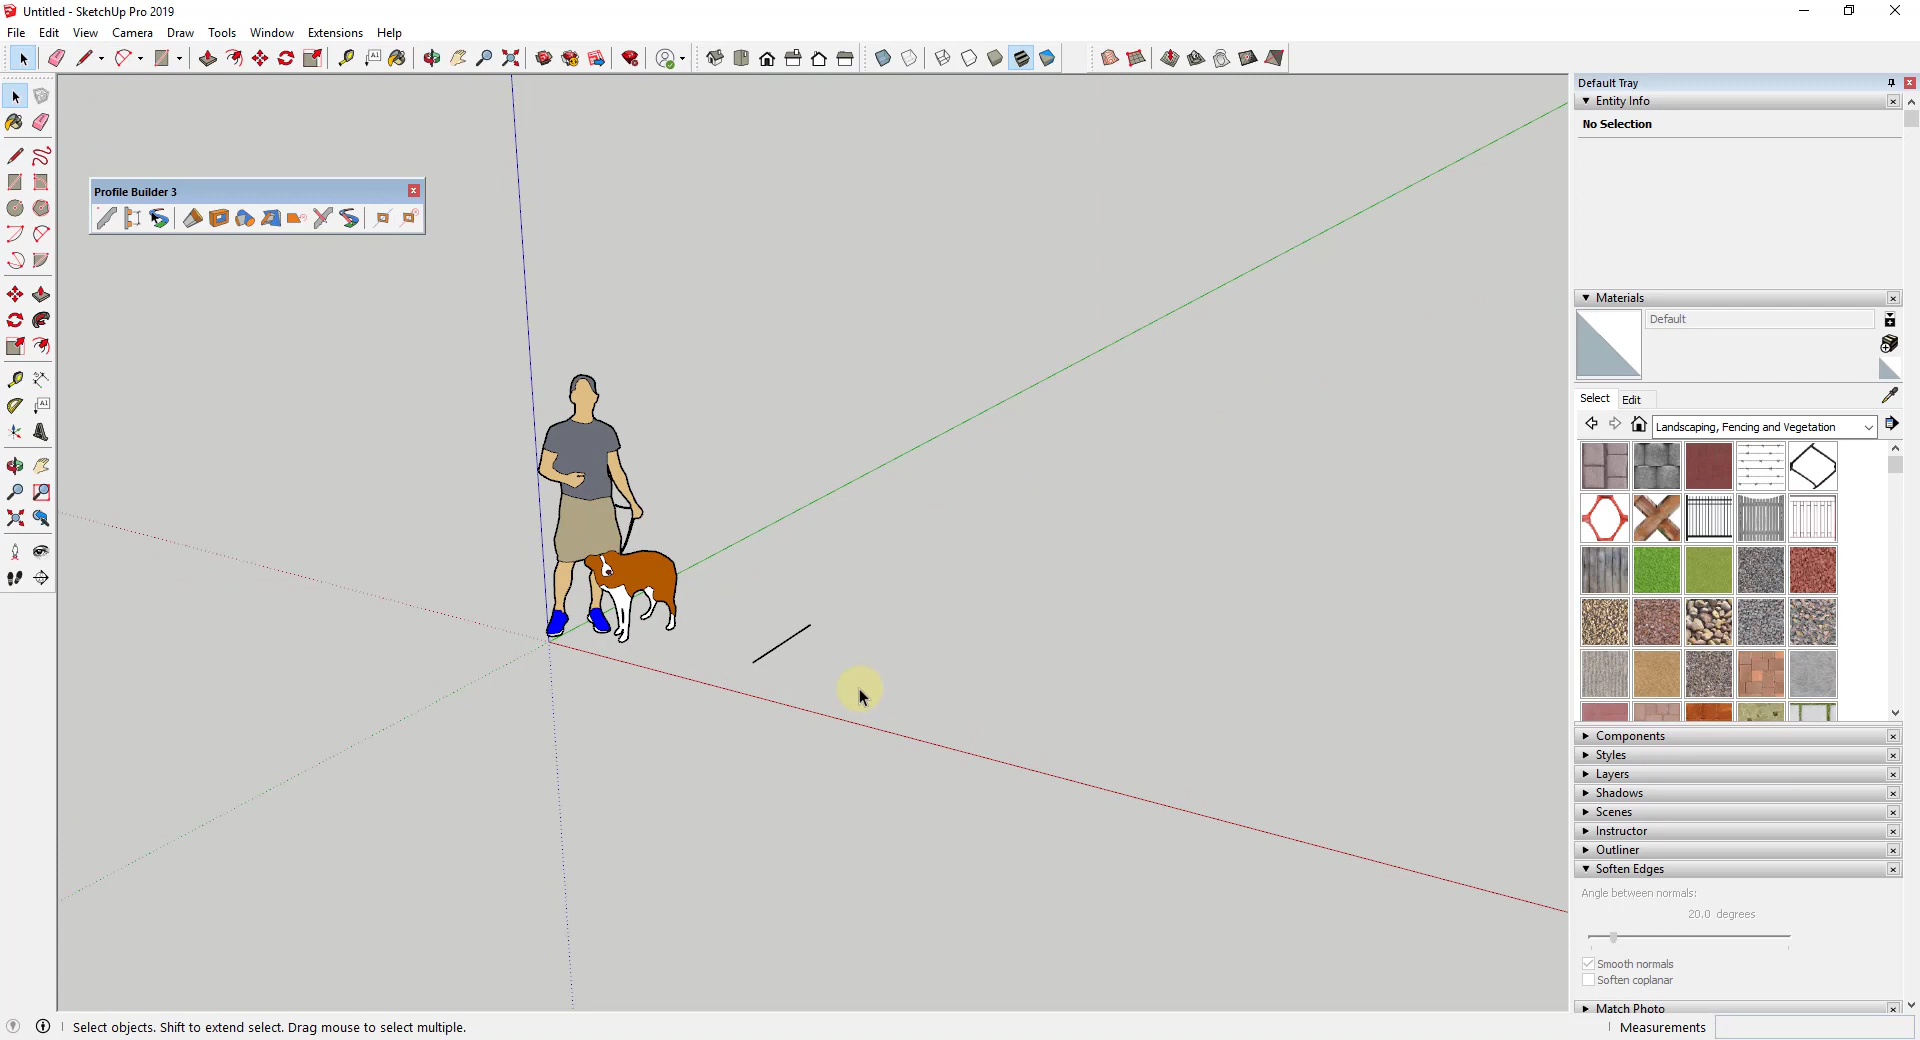 Untitled - SketchUp Pro 2019
File Edit View Camera Draw Tools Window Extensions Help
Default Tray
Entity Info
No Selection
Profile Builder 3
Materials
Default
Select Edit
Landscaping, Fencing and Vegetation
Components
Styles
Layers
Shadows
Scenes
Instructor
Outliner
Soften Edges
Angle between normals:
20.0 degrees
Smooth normals
Soften coplanar
Match Photo
Select objects. Shift to extend select. Drag mouse to select multiple.
Measurements